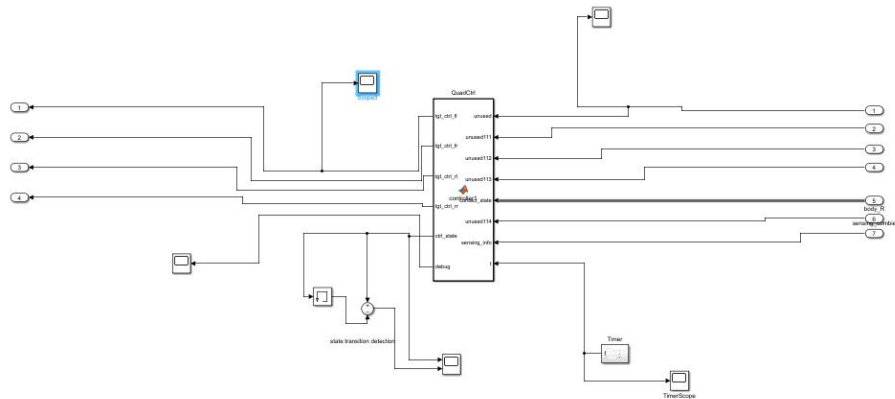 QuadCtrl
1
2
3
4
tgt_ctrl_fr
tgt_ctrl_rl
tgt_ctrl_rr
ctrl_state
debug
unused
unused111
unused112
unused113
unused114
sensing_info
t
1
2
3
4
5
body_R
6
7
state transition detection
Timer
t
TimerScope